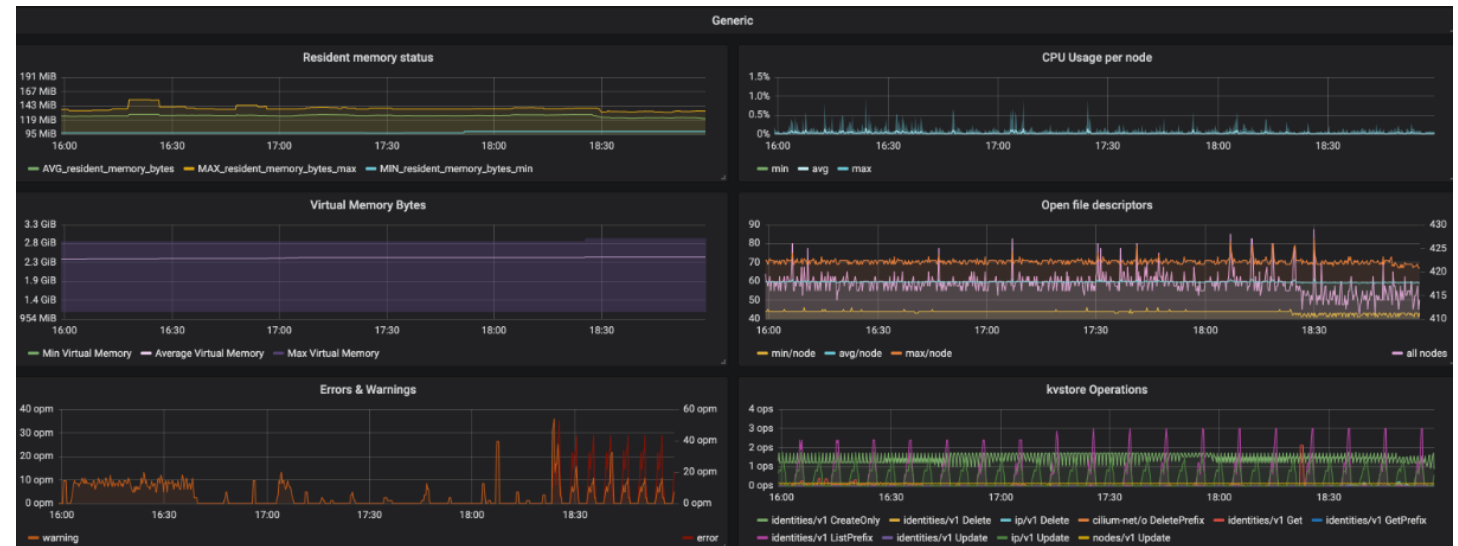 Generic
Resident memory status
191 MiB
167 MiB
143 MiB
119 MiB
95 MiB
16:00 16:30 17:00 17:30 18:00 18:30
AVG_resident_memory_bytes MAX_resident_memory_bytes_max MIN_resident_memory_bytes_min
CPU Usage per node
1.5%
1.0%
0.5%
0%
16:00 16:30 17:00 17:30 18:00 18:30
min avg max
Virtual Memory Bytes
3.3 GiB
2.8 GiB
2.3 GiB
1.9 GiB
1.4 GiB
954 MiB
16:00 16:30 17:00 17:30 18:00 18:30
Min Virtual Memory Average Virtual Memory Max Virtual Memory
Open file descriptors
90 430
80 425
70 420
60
50 415
40 410
16:00 16:30 17:00 17:30 18:00 18:30
min/node avg/node max/node all nodes
Errors & Warnings
40 opm 60 opm
30 opm 40 opm
20 opm
10 opm 20 opm
0 opm 0 opm
16:00 16:30 17:00 17:30 18:00 18:30
warning error
kvstore Operations
4 ops
3 ops
2 ops
1 ops
0 ops
16:00 16:30 17:00 17:30 18:00 18:30
identities/v1 CreateOnly identities/v1 Delete ip/v1 Delete cilium-net/o DeletePrefix identities/v1 Get identities/v1 GetPrefix
identities/v1 ListPrefix identities/v1 Update ip/v1 Update nodes/v1 Update